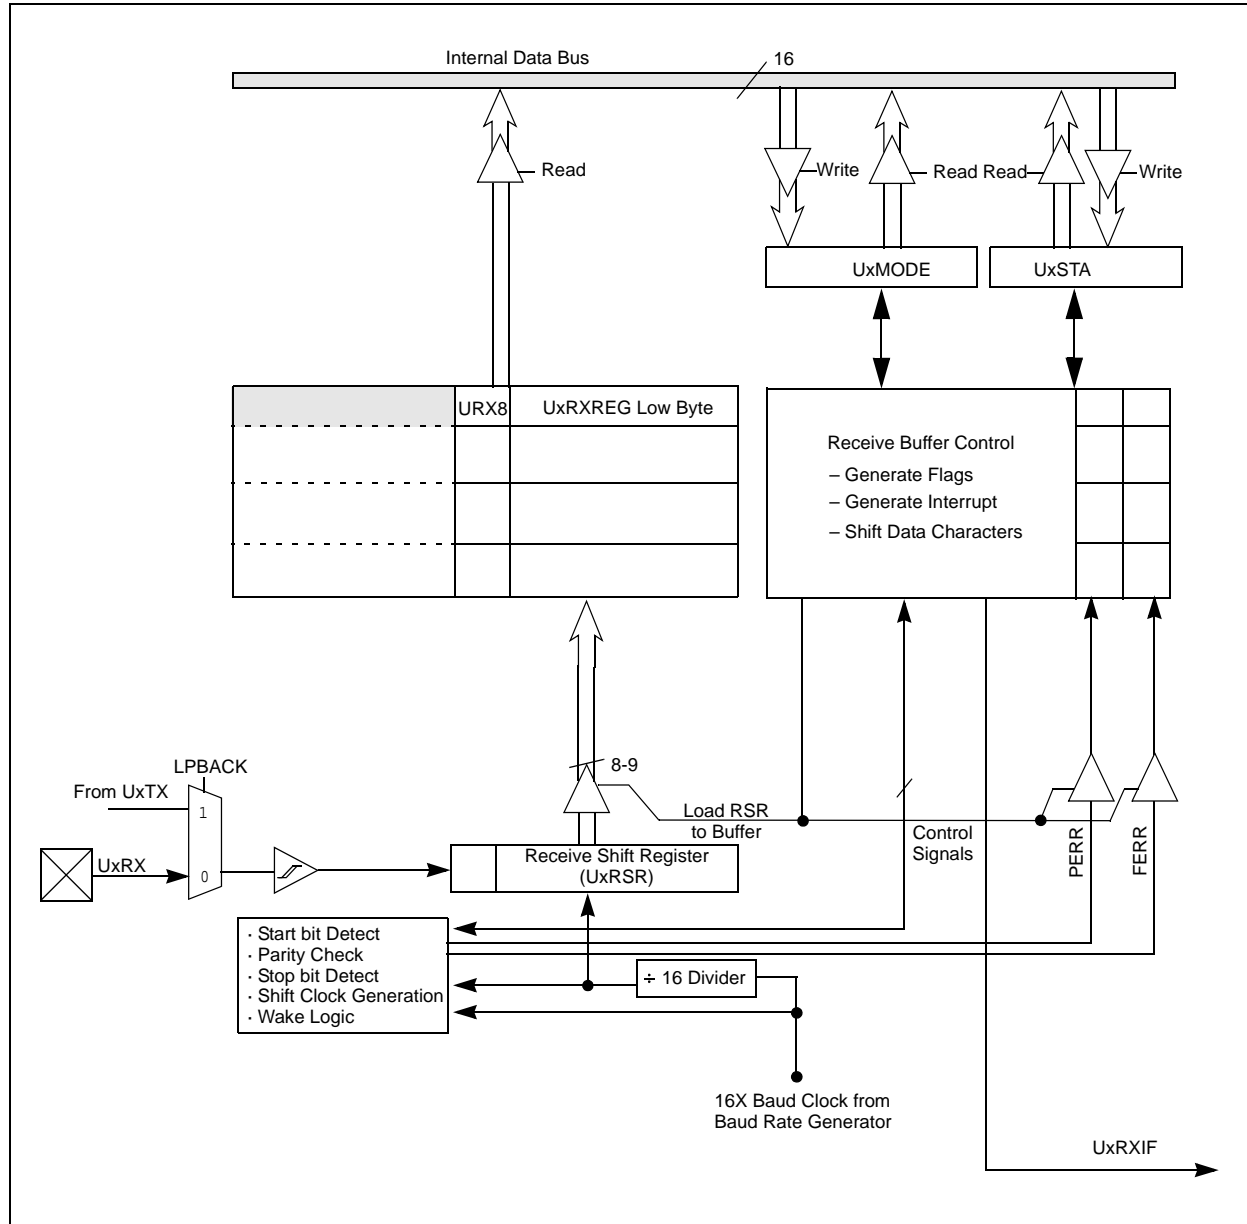 Internal Data Bus
16
Read
Write
Read Read
Write
UxMODE
UxSTA
URX8
UxRXREG Low Byte
Receive Buffer Control
– Generate Flags
– Generate Interrupt
– Shift Data Characters
LPBACK
8-9
From UxTX
1
Load RSR
to Buffer
Control
Signals
PERR
FERR
UxRX
0
Receive Shift Register
(UxRSR)
· Start bit Detect
· Parity Check
· Stop bit Detect
· Shift Clock Generation
· Wake Logic
÷ 16 Divider
16X Baud Clock from
Baud Rate Generator
UxRXIF